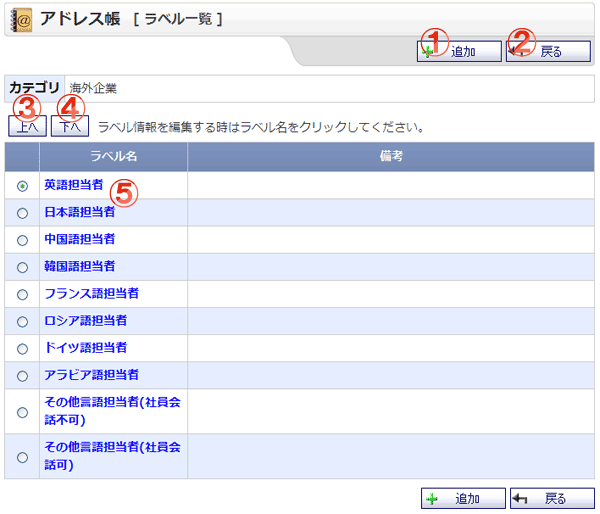 アドレス帳 [ ラベル一覧 ]
① ②
追加 戻る
カテゴリ 海外企業
③ ④
上へ 下へ ラベル情報を編集する時はラベル名をクリックしてください。
ラベル名 備考
英語担当者 ⑤
日本語担当者
中国語担当者
韓国語担当者
フランス語担当者
ロシア語担当者
ドイツ語担当者
アラビア語担当者
その他言語担当者(社員会
話不可)
その他言語担当者(社員会
話可)
追加 戻る